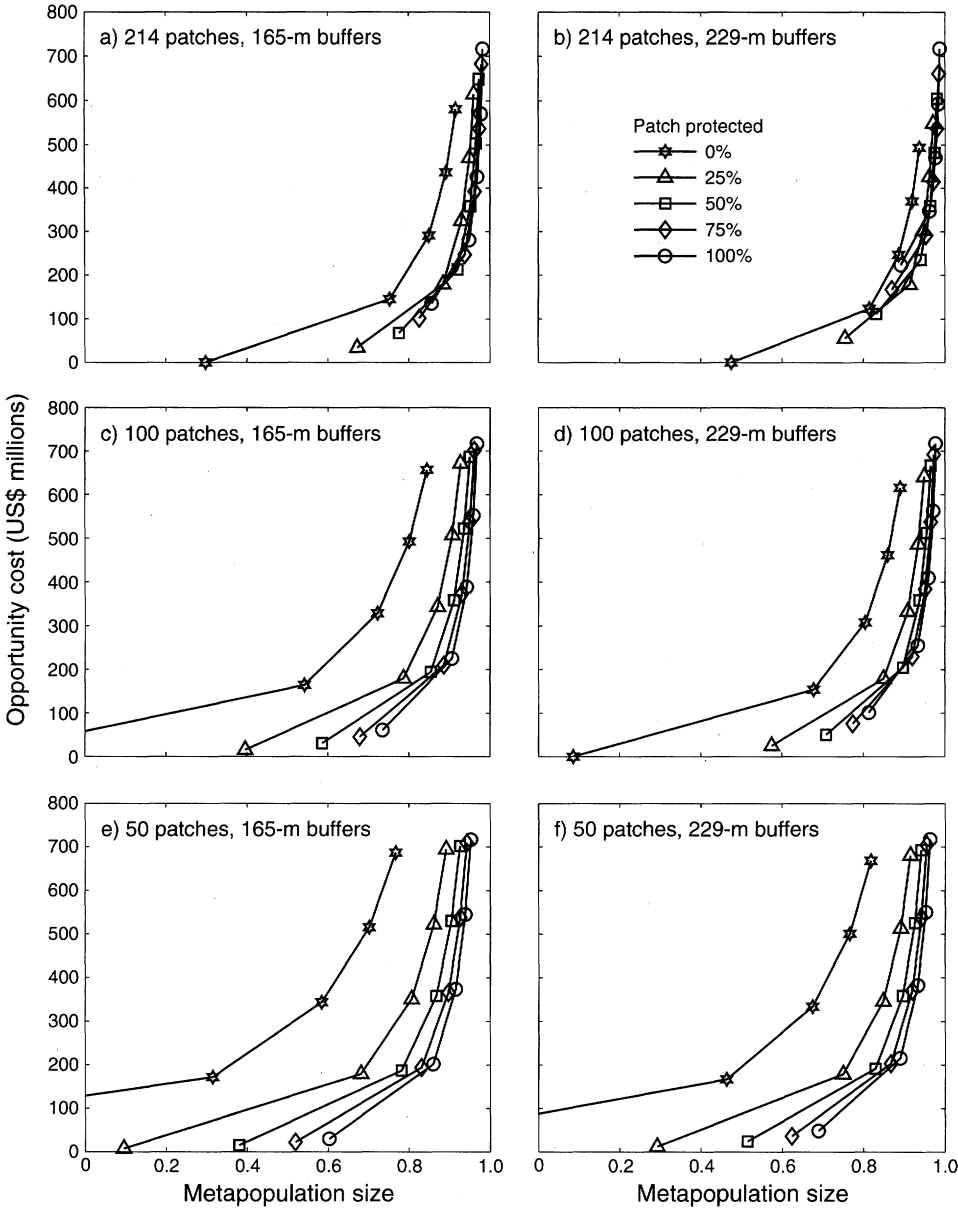 a) 214 patches, 165-m buffers
800
700
600
500
400
300
200
100
0
b) 214 patches, 229-m buffers
Patch protected
0%
25%
50%
75%
100%
Opportunity cost (US$ millions)
c) 100 patches, 165-m buffers
800
700
600
500
400
300
200
100
0
d) 100 patches, 229-m buffers
e) 50 patches, 165-m buffers
800
700
600
500
400
300
200
100
0
0 0.2 0.4 0.6 0.8 1.0
Metapopulation size
f) 50 patches, 229-m buffers
0 0.2 0.4 0.6 0.8 1.0
Metapopulation size